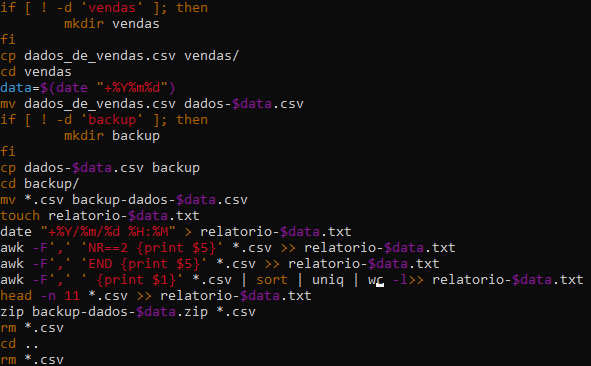 if [ ! -d 'vendas' ]; then
        mkdir vendas
fi
cp dados_de_vendas.csv vendas/
cd vendas
data=$(date "+%Y%m%d")
mv dados_de_vendas.csv dados-$data.csv
if [ ! -d 'backup' ]; then
        mkdir backup
fi
cp dados-$data.csv backup
cd backup/
mv *.csv backup-dados-$data.csv
touch relatorio-$data.txt
date "+%Y/%m/%d %H:%M" > relatorio-$data.txt
awk -F',' 'NR==2 {print $5}' *.csv >> relatorio-$data.txt
awk -F',' 'END {print $5}' *.csv >> relatorio-$data.txt
awk -F',' ' {print $1}' *.csv | sort | uniq | wc -l>> relatorio-$data.txt
head -n 11 *.csv >> relatorio-$data.txt
zip backup-dados-$data.zip *.csv
rm *.csv
cd ..
rm *.csv